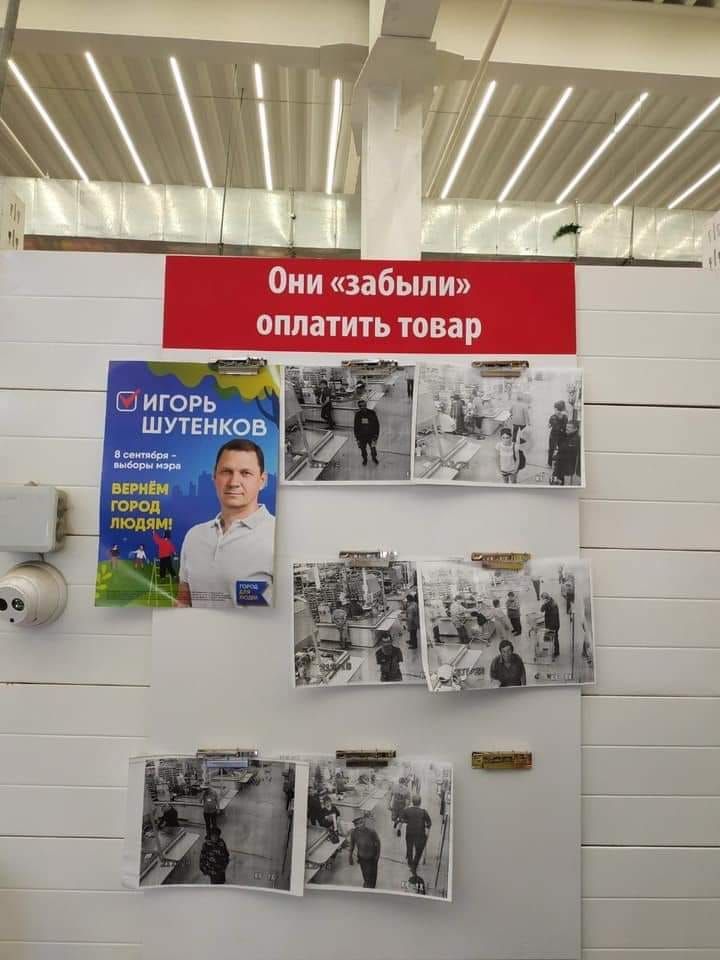 Они «забыли»
оплатить товар
ИГОРЬ
ШУТЕНКОВ
8 сентября -
выборы мэра
ВЕРНЁМ
ГОРОД
ЛЮДЯМ!
ГОРОД
ДЛЯ
ЛЮДЕЙ